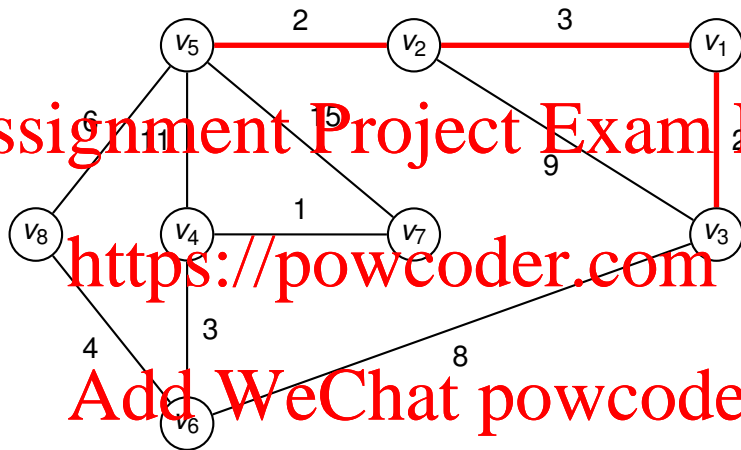 2 3
v5 v2 v1
6 11 15 2
Assignment Project Exam
9
1
v8 v4 v7 v3
https://powcoder.com
3
4 8
Add WeChat powcode
v6